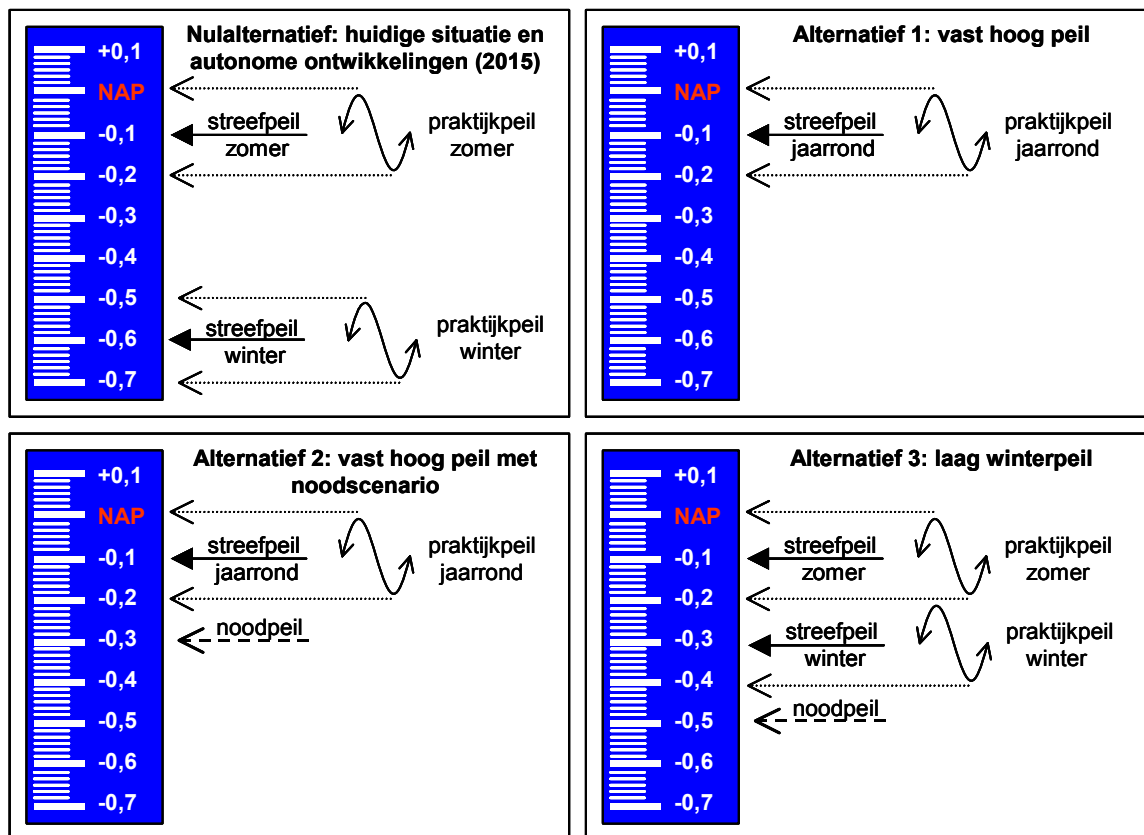 Nulalternatief: huidige situatie en
autonome ontwikkelingen (2015)
+0,1
NAP
-0,1
-0,2
-0,3
-0,4
-0,5
-0,6
-0,7
streefpeil
zomer
praktijkpeil
zomer
streefpeil
winter
praktijkpeil
winter
Alternatief 1: vast hoog peil
+0,1
NAP
-0,1
-0,2
-0,3
-0,4
-0,5
-0,6
-0,7
streefpeil
jaarrond
praktijkpeil
jaarrond
Alternatief 2: vast hoog peil met
noodscenario
+0,1
NAP
-0,1
-0,2
-0,3
-0,4
-0,5
-0,6
-0,7
streefpeil
jaarrond
praktijkpeil
jaarrond
noodpeil
Alternatief 3: laag winterpeil
+0,1
NAP
-0,1
-0,2
-0,3
-0,4
-0,5
-0,6
-0,7
streefpeil
zomer
praktijkpeil
zomer
streefpeil
winter
praktijkpeil
winter
noodpeil